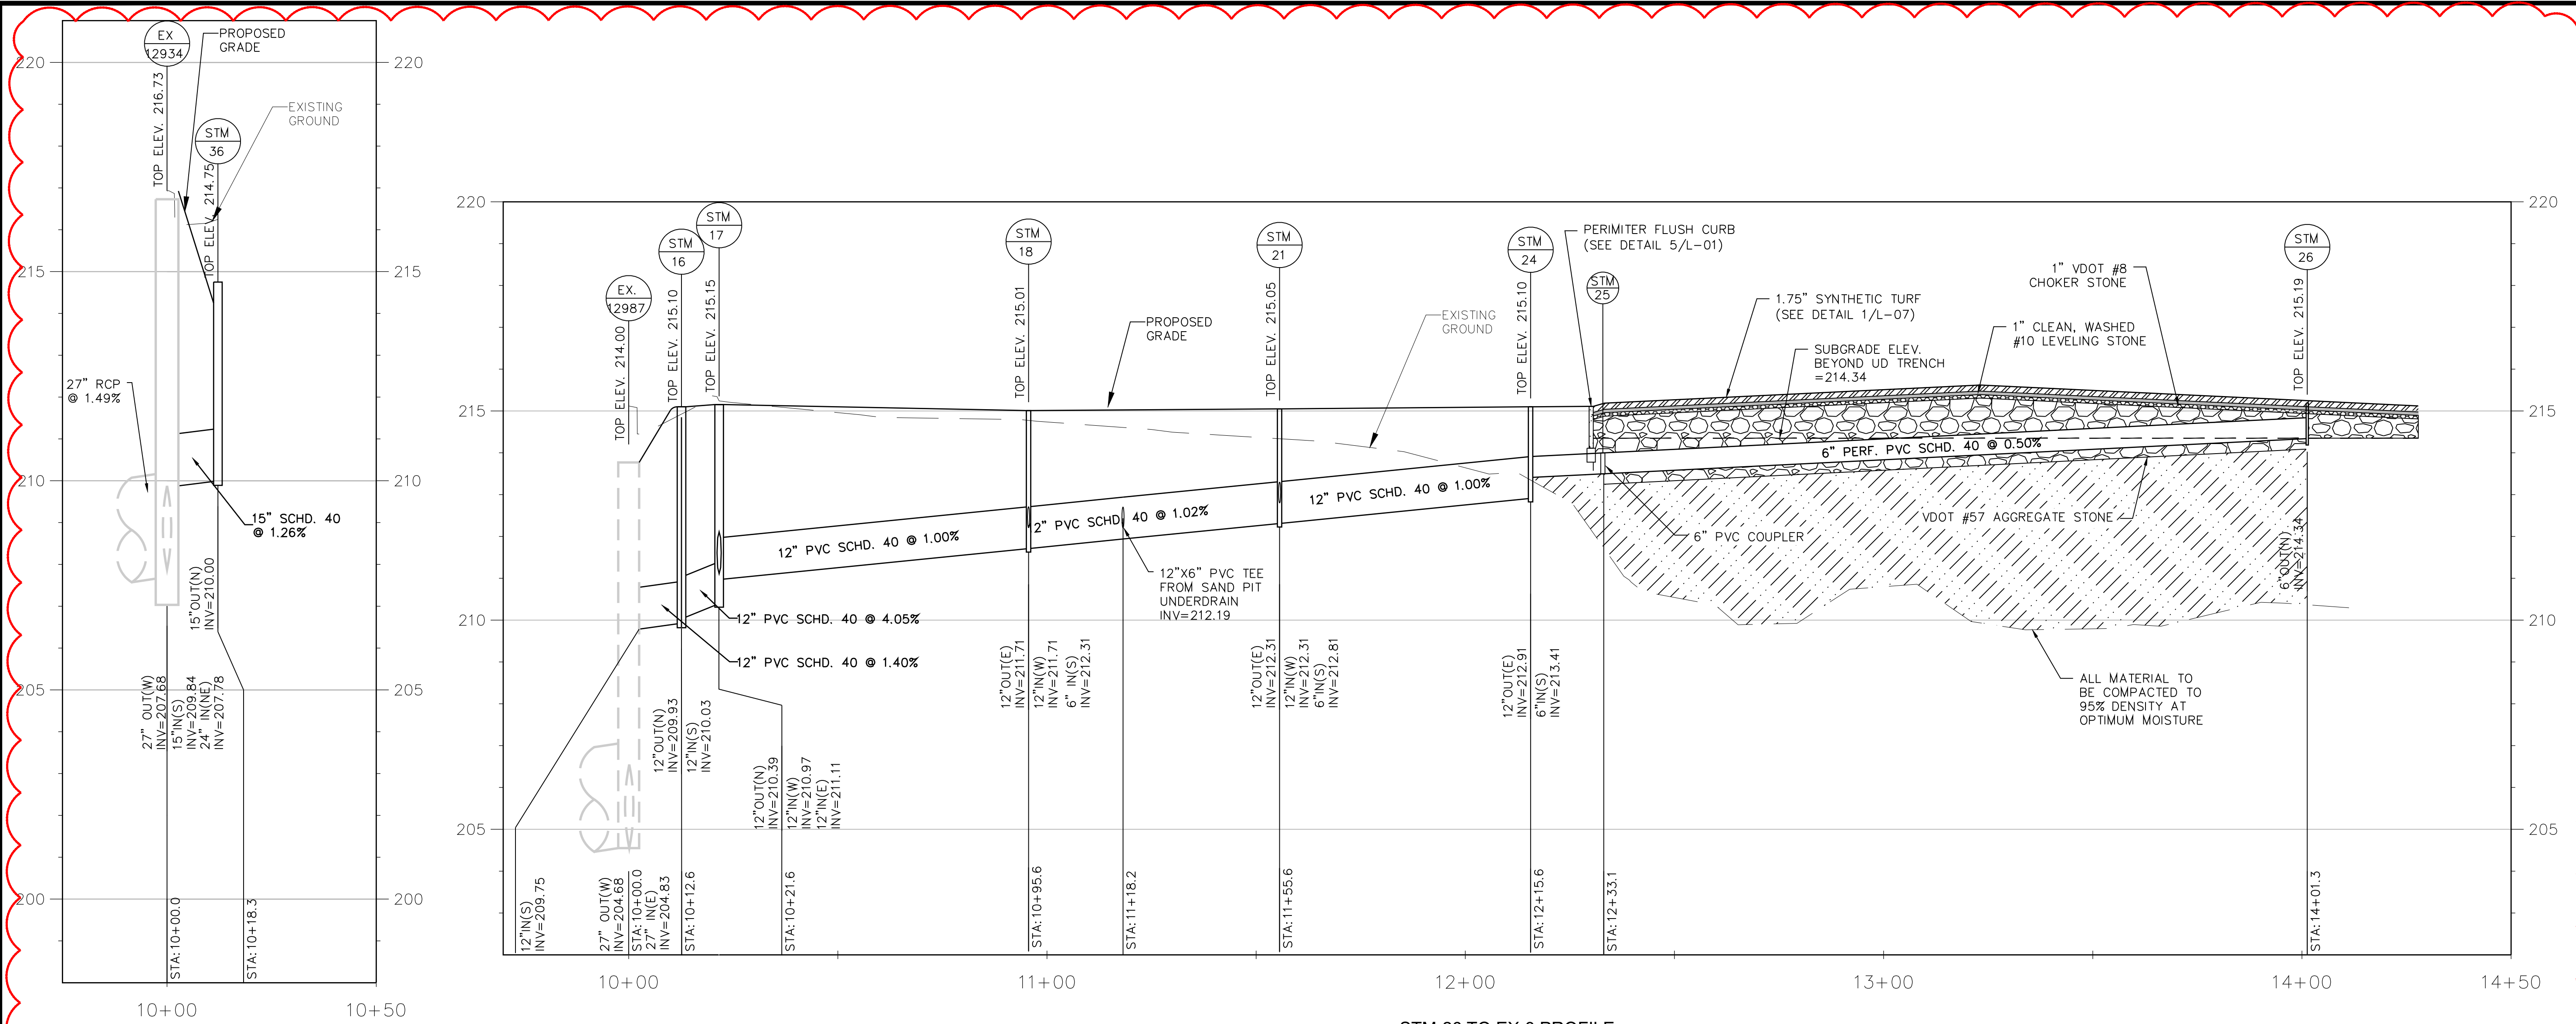 EX
12934
PROPOSED
GRADE
EXISTING
GROUND
STM
36
TOP ELEV. 216.73
TOP ELEV. 214.75
220
220
215
215
210
210
205
205
200
200
27" RCP
@ 1.49%
15" SCHD. 40
@ 1.26%
15"OUT(N)
INV=210.00
27" OUT(W)
INV=207.68
15"IN(S)
INV=209.84
24" IN(NE)
INV=207.78
STA:10+00.0
STA:10+18.3
10+00
10+50
220
220
215
215
210
210
205
205
EX.
12987
STM
16
STM
17
STM
18
STM
21
STM
24
STM
25
STM
26
TOP ELEV. 214.00
TOP ELEV. 215.10
TOP ELEV. 215.15
TOP ELEV. 215.01
TOP ELEV. 215.05
TOP ELEV. 215.10
TOP ELEV. 215.19
PROPOSED
GRADE
EXISTING
GROUND
PERIMITER FLUSH CURB
(SEE DETAIL 5/L-01)
1.75" SYNTHETIC TURF
(SEE DETAIL 1/L-07)
SUBGRADE ELEV.
BEYOND UD TRENCH
=214.34
1" VDOT #8
CHOKER STONE
1" CLEAN, WASHED
#10 LEVELING STONE
12" PVC SCHD. 40 @ 1.00%
2" PVC SCHD. 40 @ 1.02%
12" PVC SCHD. 40 @ 1.00%
6" PERF. PVC SCHD. 40 @ 0.50%
12" PVC SCHD. 40 @ 4.05%
12" PVC SCHD. 40 @ 1.40%
12"X6" PVC TEE
FROM SAND PIT
UNDERDRAIN
INV=212.19
6" PVC COUPLER
VDOT #57 AGGREGATE STONE
ALL MATERIAL TO
BE COMPACTED TO
95% DENSITY AT
OPTIMUM MOISTURE
12"IN(S)
INV=209.75
27" OUT(W)
INV=204.68
STA:10+00.0
27" IN(E)
INV=204.83
12"OUT(N)
INV=209.93
12"IN(S)
INV=210.03
STA:10+12.6
12"OUT(N)
INV=210.39
12"IN(W)
INV=210.97
12"IN(E)
INV=211.11
STA:10+21.6
12"OUT(E)
INV=211.71
12"IN(W)
INV=211.71
6" IN(S)
INV=212.31
STA:10+95.6
STA:11+18.2
12"OUT(E)
INV=212.31
12"IN(W)
INV=212.31
6"IN(S)
INV=212.81
STA:11+55.6
12"OUT(E)
INV=212.91
6"IN(S)
INV=213.41
STA:12+15.6
STA:12+33.1
6"OUT(N)
INV=214.34
STA:14+01.3
10+00
11+00
12+00
13+00
14+00
14+50